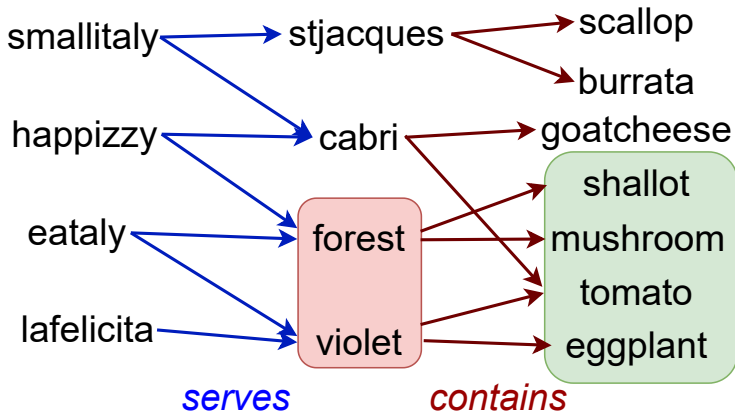 smallitaly
stjacques
scallop
burrata
happizzy
cabri
goatcheese
shallot
eataly
forest
mushroom
tomato
lafelicita
violet
eggplant
serves
contains